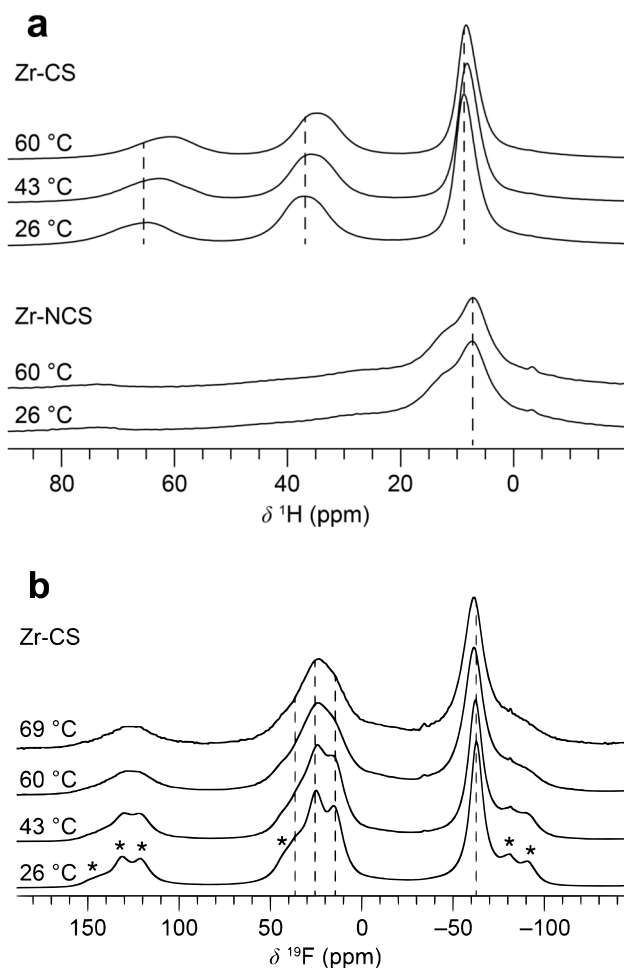 a
Zr-CS
60 °C
43 °C
26 °C
Zr-NCS
60 °C
26 °C
80 60 40 20 0
δ ¹H (ppm)
b
Zr-CS
69 °C
60 °C
43 °C
26 °C
* * * * * *
150 100 50 0 −50 −100
δ ¹⁹F (ppm)